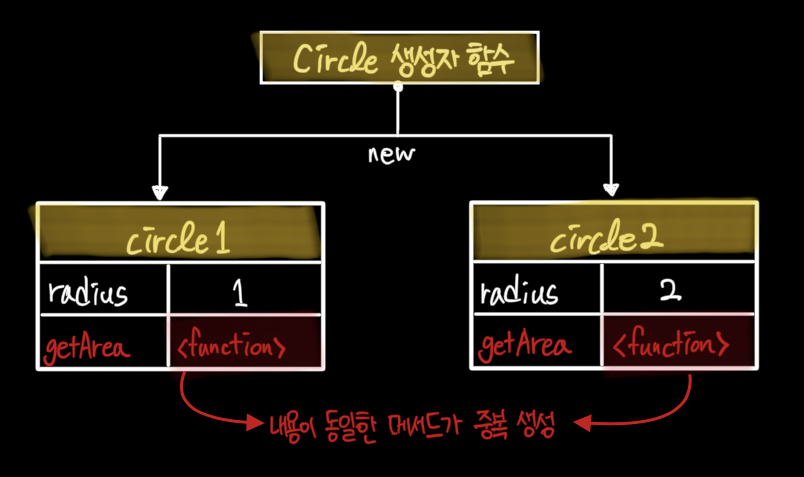 Circle 생성자 함수
new
circle1
radius 1
getArea <function>
circle2
radius 2
getArea <function>
내용이 동일한 메서드가 중복 생성